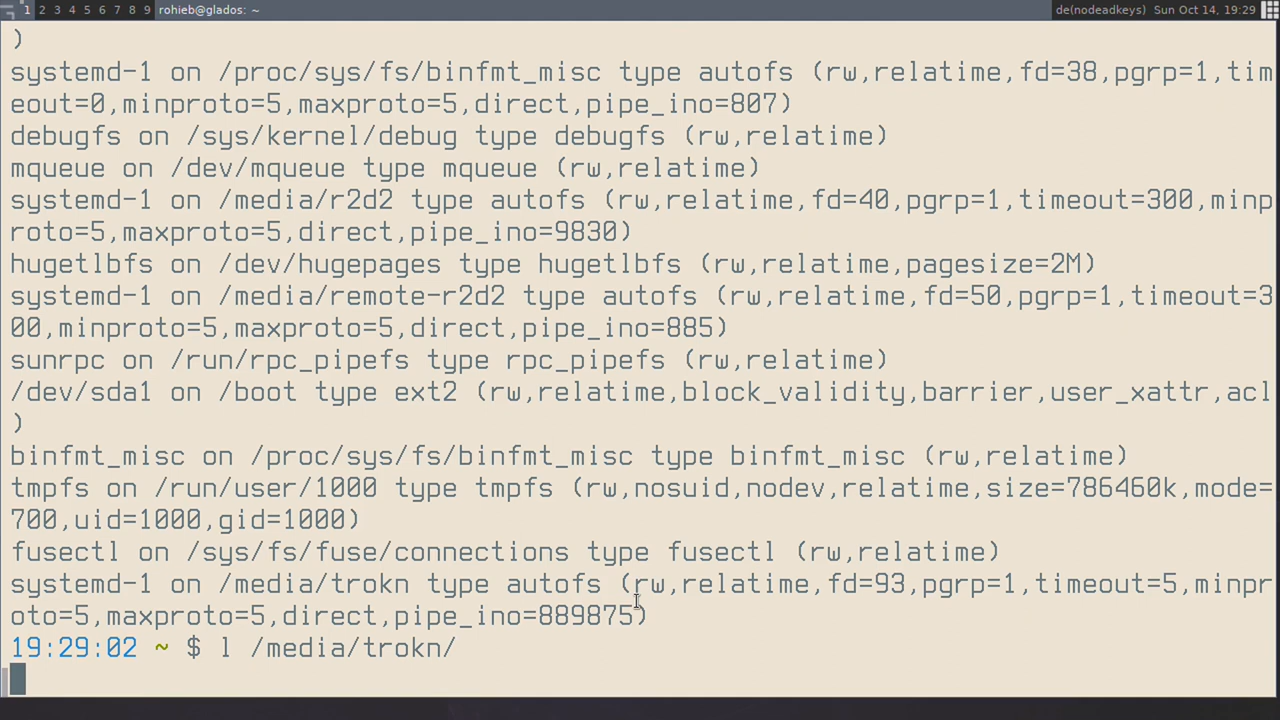 1 2 3 4 5 6 7 8 9 rohieb@glados: ~ de(nodeadkeys) Sun Oct 14, 19:29
)
systemd-1 on /proc/sys/fs/binfmt_misc type autofs (rw,relatime,fd=38,pgrp=1,tim
eout=0,minproto=5,maxproto=5,direct,pipe_ino=807)
debugfs on /sys/kernel/debug type debugfs (rw,relatime)
mqueue on /dev/mqueue type mqueue (rw,relatime)
systemd-1 on /media/r2d2 type autofs (rw,relatime,fd=40,pgrp=1,timeout=300,minp
roto=5,maxproto=5,direct,pipe_ino=9830)
hugetlbfs on /dev/hugepages type hugetlbfs (rw,relatime,pagesize=2M)
systemd-1 on /media/remote-r2d2 type autofs (rw,relatime,fd=50,pgrp=1,timeout=3
00,minproto=5,maxproto=5,direct,pipe_ino=885)
sunrpc on /run/rpc_pipefs type rpc_pipefs (rw,relatime)
/dev/sda1 on /boot type ext2 (rw,relatime,block_validity,barrier,user_xattr,acl
)
binfmt_misc on /proc/sys/fs/binfmt_misc type binfmt_misc (rw,relatime)
tmpfs on /run/user/1000 type tmpfs (rw,nosuid,nodev,relatime,size=786460k,mode=
700,uid=1000,gid=1000)
fusectl on /sys/fs/fuse/connections type fusectl (rw,relatime)
systemd-1 on /media/trokn type autofs (rw,relatime,fd=93,pgrp=1,timeout=5,minpr
oto=5,maxproto=5,direct,pipe_ino=889875)
19:29:02 ~ $ l /media/trokn/